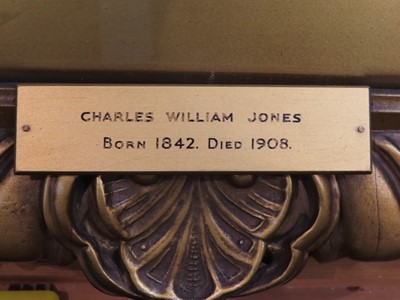 CHARLES WILLIAM JONES
BORN 1842. DIED 1908.